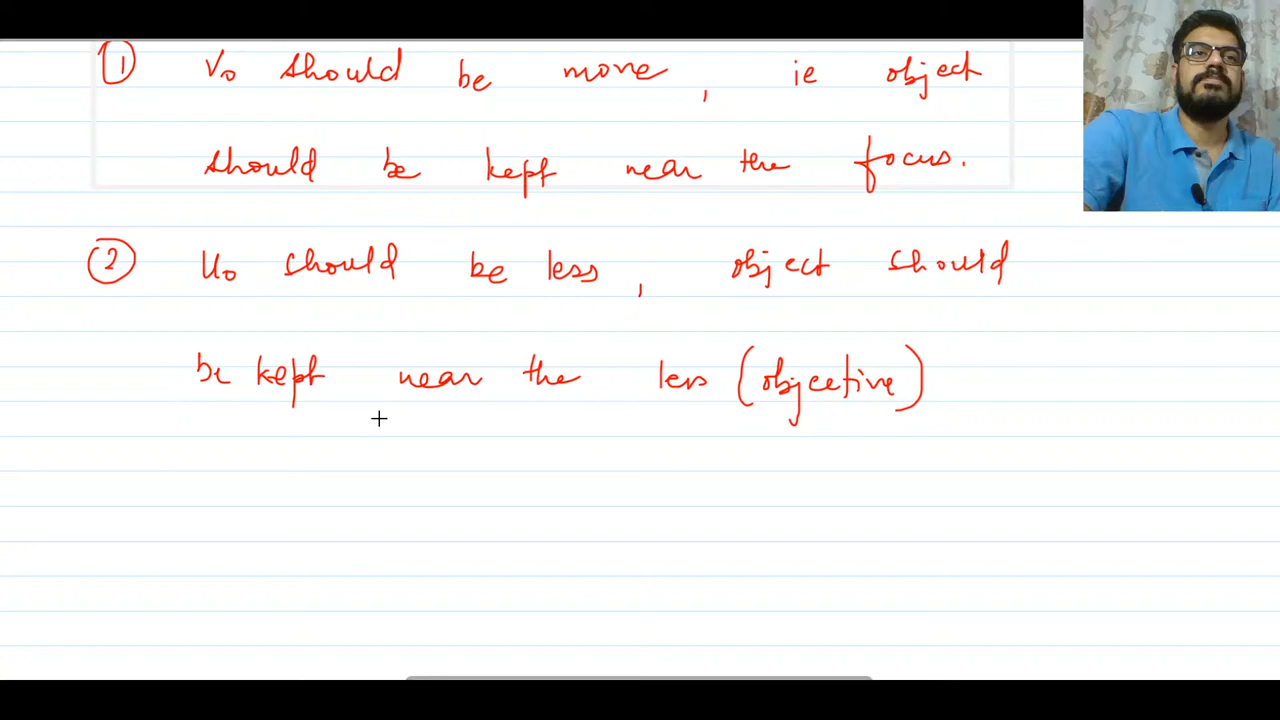 1 Vo should be more, ie object
should be kept near the focus.
2 Uo should be less, object should
be kept near the lens (objective)